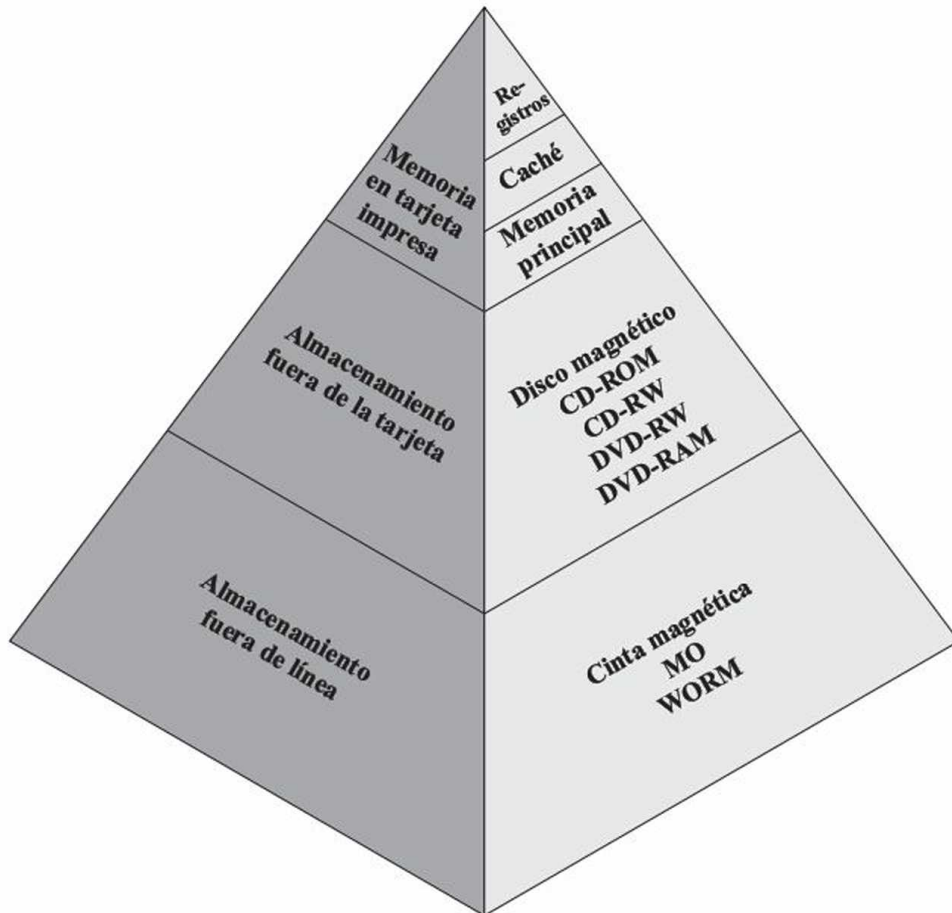 Memoria
en tarjeta
impresa
Re-
gistros
Caché
Memoria
principal
Almacenamiento
fuera de la tarjeta
Disco magnético
CD-ROM
CD-RW
DVD-RW
DVD-RAM
Almacenamiento
fuera de línea
Cinta magnética
MO
WORM